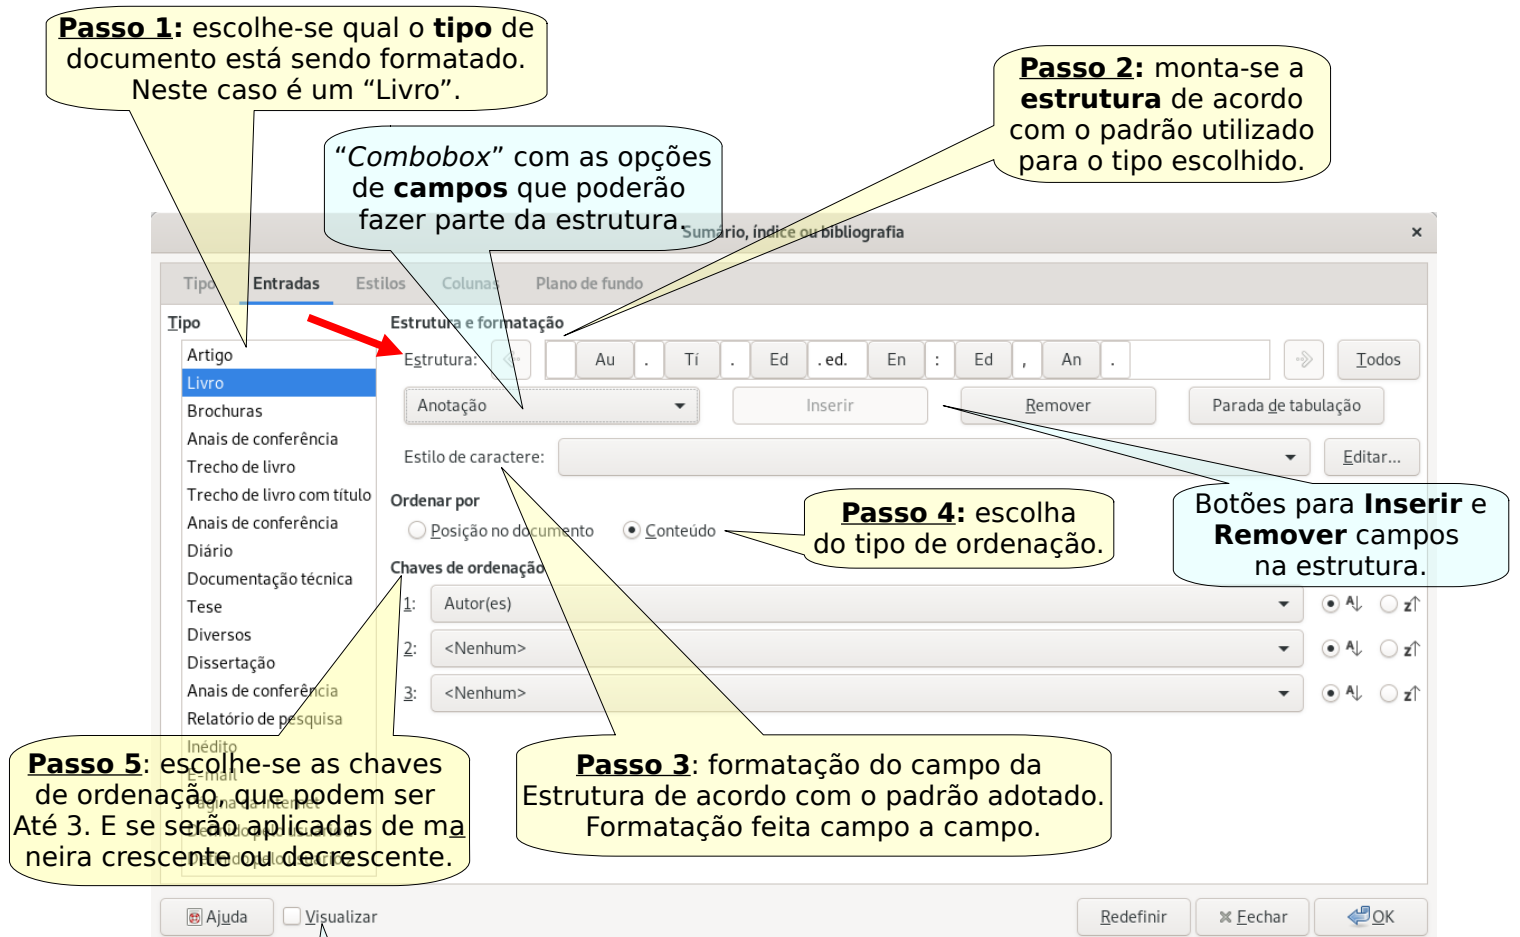 Passo 1: escolhe-se qual o tipo de
documento está sendo formatado.
Neste caso é um “Livro”.
Passo 2: monta-se a
estrutura de acordo
com o padrão utilizado
para o tipo escolhido.
“Combobox” com as opções
de campos que poderão
fazer parte da estrutura.
Sumário, índice ou bibliografia
Tipo Entradas Estilos Colunas Plano de fundo
Tipo
Artigo
Livro
Brochuras
Anais de conferência
Trecho de livro
Trecho de livro com título
Anais de conferência
Diário
Documentação técnica
Tese
Diversos
Dissertação
Anais de conferência
Relatório de pesquisa
Inédito
E-mail
Página da internet
Definido pelo usuário 1
Estrutura e formatação
Estrutura: Au . Tí . Ed . ed. En : Ed , An . Todos
Anotação Inserir Remover Parada de tabulação
Estilo de caractere: Editar...
Ordenar por
Posição no documento Conteúdo
Passo 4: escolha
do tipo de ordenação.
Botões para Inserir e
Remover campos
na estrutura.
Chaves de ordenação
1: Autor(es) A↓ z↑
2: <Nenhum> A↓ z↑
3: <Nenhum> A↓ z↑
Passo 5: escolhe-se as chaves
de ordenação, que podem ser
Até 3. E se serão aplicadas de ma
neira crescente ou decrescente.
Passo 3: formatação do campo da
Estrutura de acordo com o padrão adotado.
Formatação feita campo a campo.
Ajuda Visualizar Redefinir Fechar OK